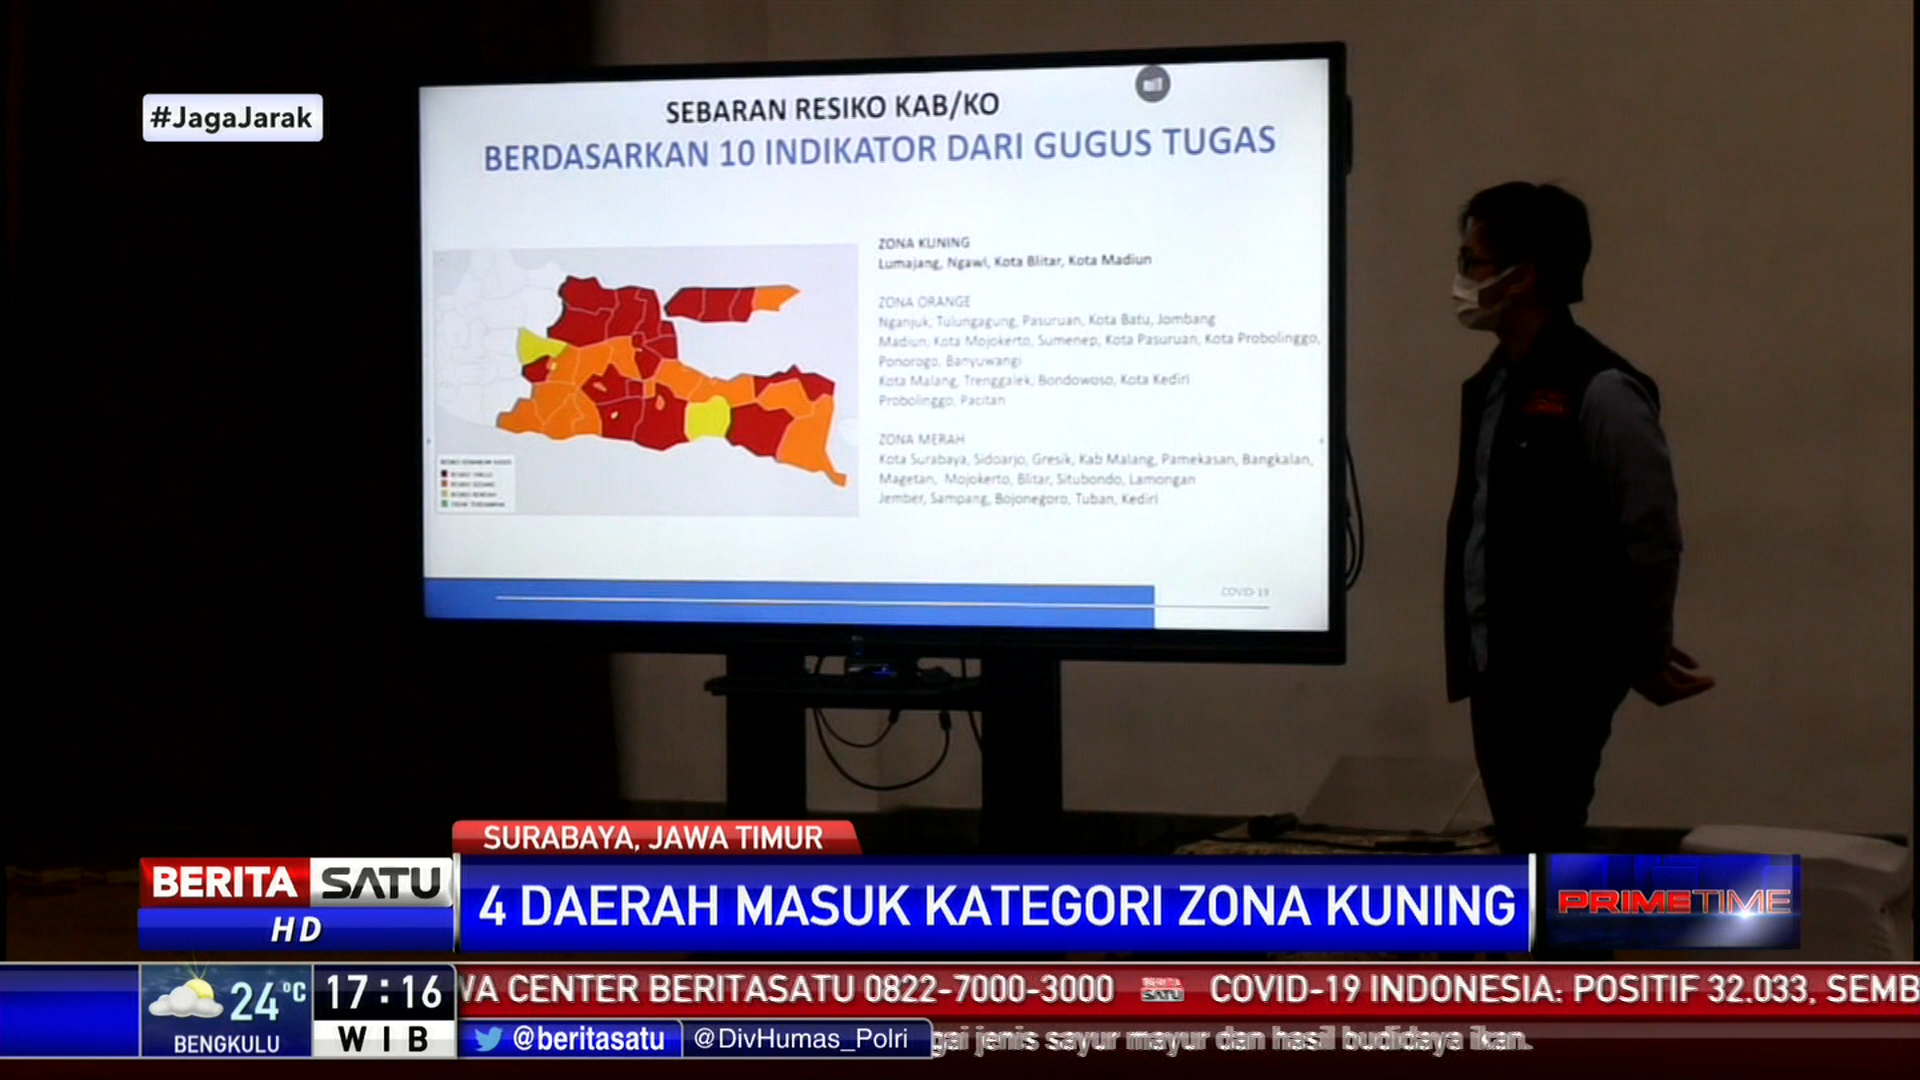 #JagaJarak
SEBARAN RESIKO KAB/KO
BERDASARKAN 10 INDIKATOR DARI GUGUS TUGAS
ZONA KUNING
Lumajang, Ngawi, Kota Blitar, Kota Madiun
ZONA ORANGE
Nganjuk, Tulungagung, Pasuruan, Kota Batu, Jombang
Madiun, Kota Mojokerto, Sumenep, Kota Pasuruan, Kota Probolinggo,
Ponorogo, Banyuwangi
Kota Malang, Trenggalek, Bondowoso, Kota Kediri
Probolinggo, Pacitan
ZONA MERAH
Kota Surabaya, Sidoarjo, Gresik, Kab Malang, Pamekasan, Bangkalan,
Magetan, Mojokerto, Blitar, Situbondo, Lamongan
Jember, Sampang, Bojonegoro, Tuban, Kediri
COVID-19
SURABAYA, JAWA TIMUR
BERITA SATU
HD
4 DAERAH MASUK KATEGORI ZONA KUNING
PRIMETIME
24°C
BENGKULU
17:16
WIB
WA CENTER BERITASATU 0822-7000-3000 BERITA SATU COVID-19 INDONESIA: POSITIF 32.033, SEMB
@beritasatu
@DivHumas_Polri
gai jenis sayur mayur dan hasil budidaya ikan.